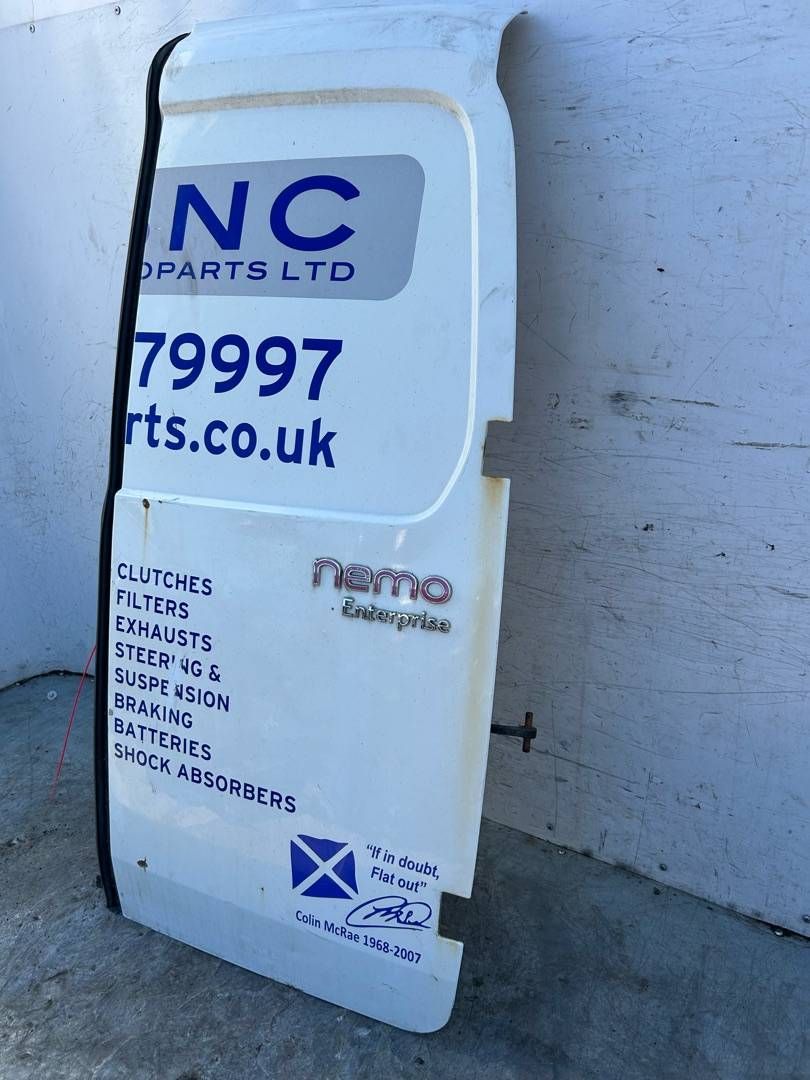 NC
OPARTS LTD
79997
rts.co.uk
nemo
Enterprise
CLUTCHES
FILTERS
EXHAUSTS
STEERING &
SUSPENSION
BRAKING
BATTERIES
SHOCK ABSORBERS
"If in doubt,
Flat out"
Colin McRae 1968-2007